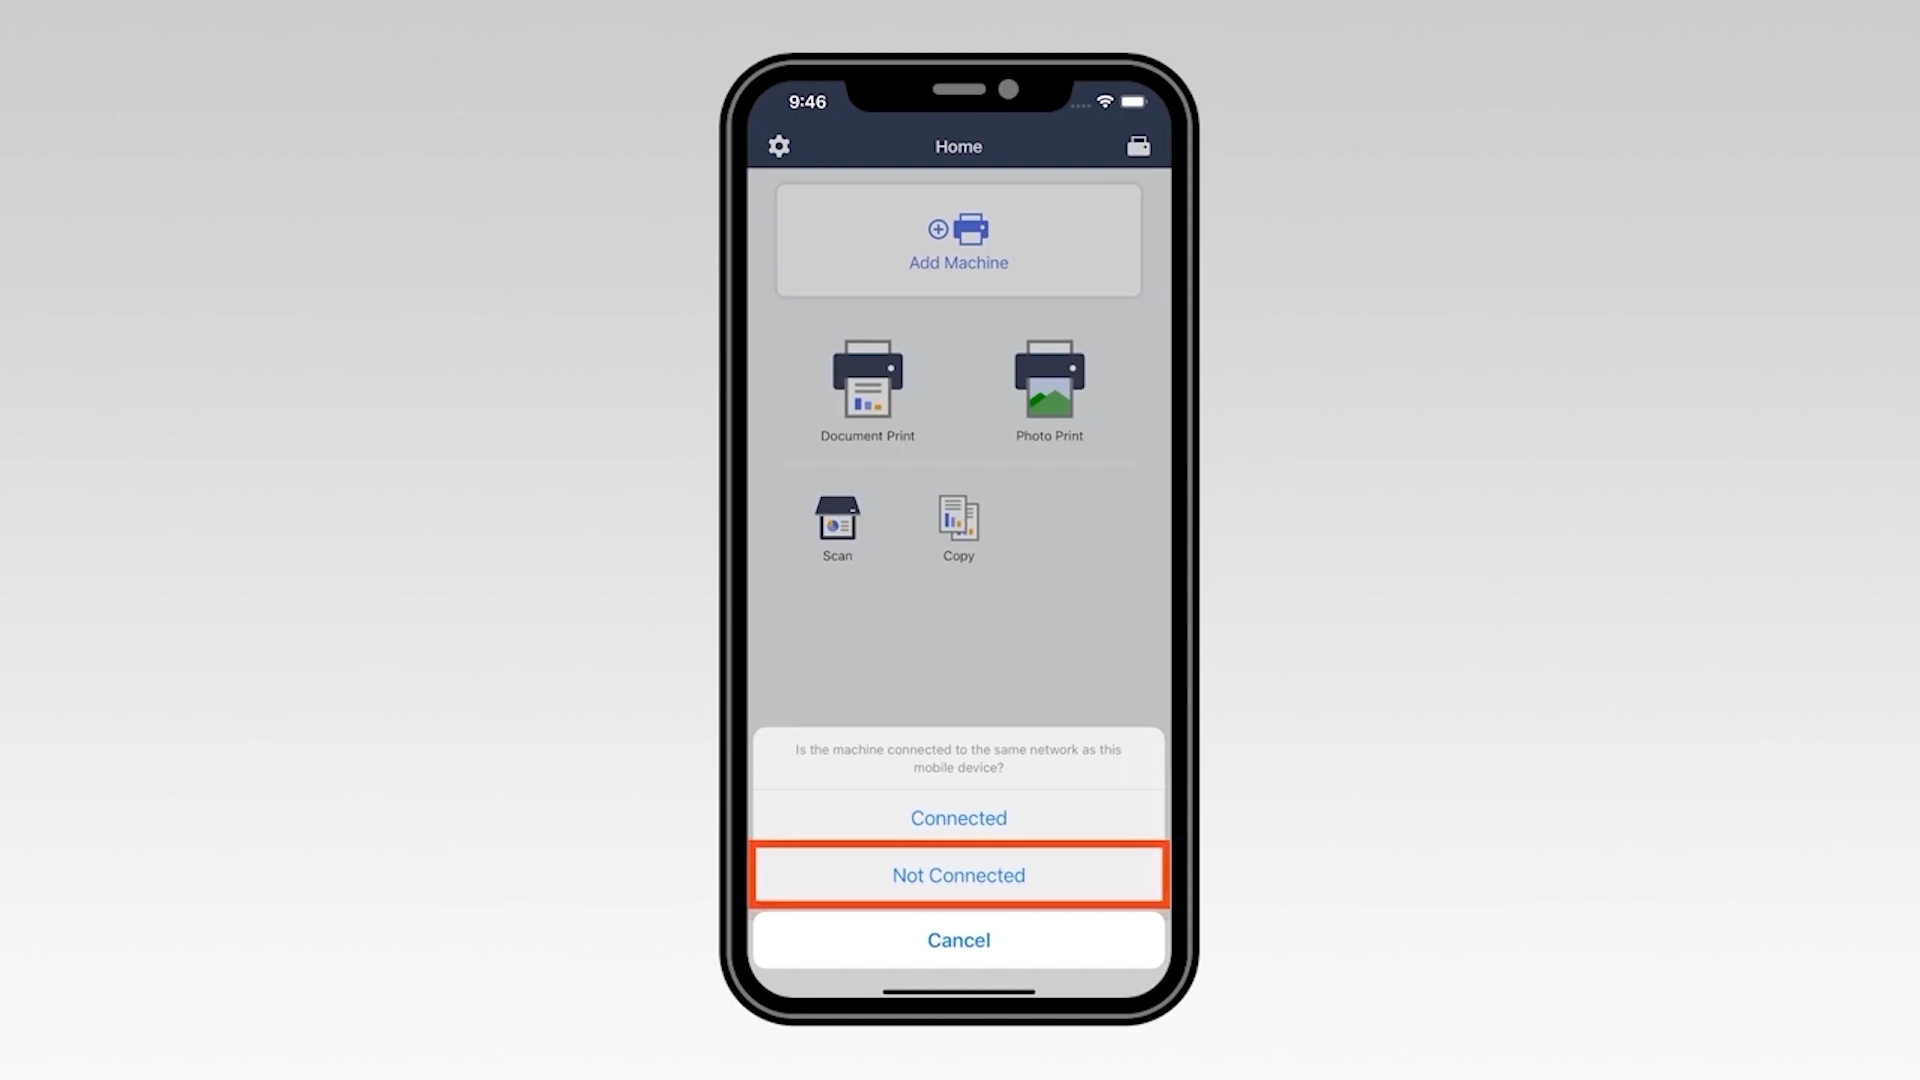 9:46
Home
Add Machine
Document Print
Photo Print
Scan
Copy
Is the machine connected to the same network as this
mobile device?
Connected
Not Connected
Cancel